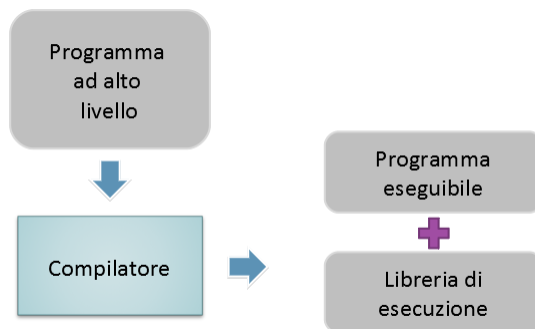 Programma
ad alto
livello
Programma
eseguibile
Compilatore
Libreria di
esecuzione